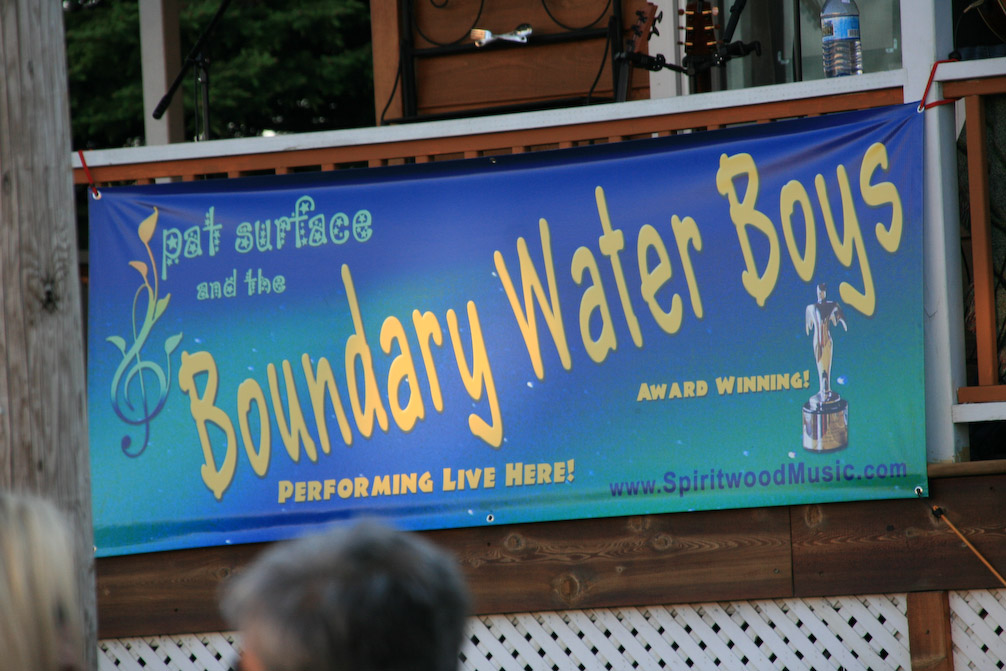 pat surface
and the
Boundary Water Boys
AWARD WINNING!
PERFORMING LIVE HERE!
www.SpiritwoodMusic.com